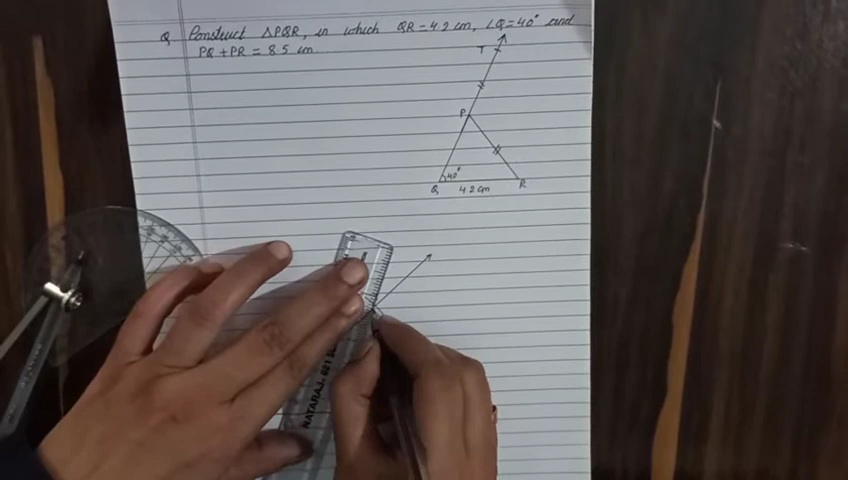 Q Construct ΔPQR, in which QR = 4.2 cm, ∠Q = 40° and
PQ + PR = 8.5 cm
T
P
40°
Q 4.2 cm R
NATARAJ. 621